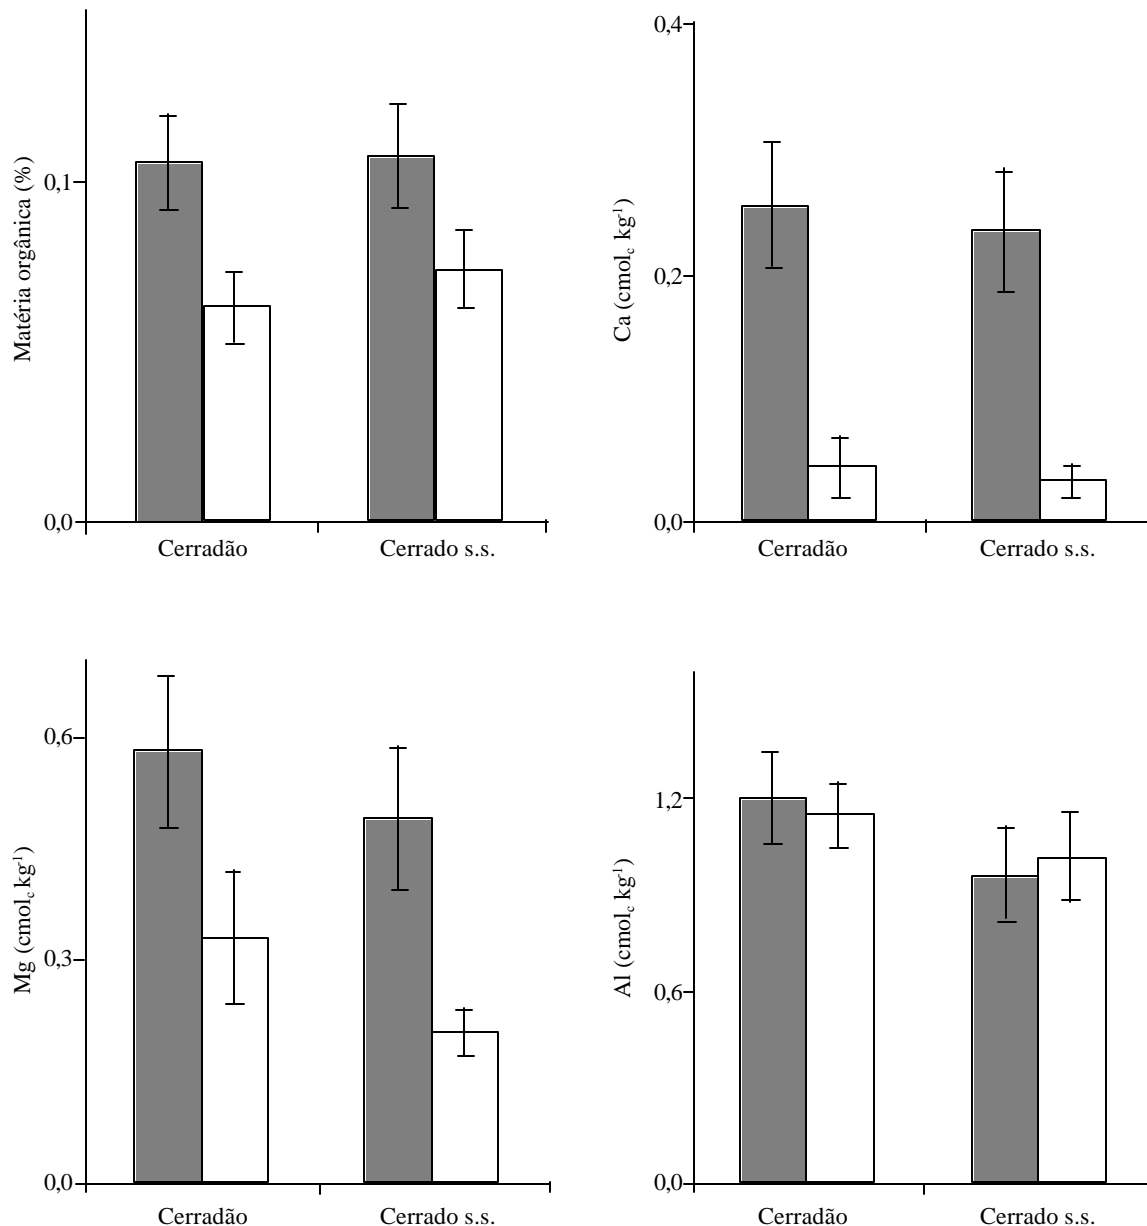 Matéria orgânica (%)
0,1
0,0
Cerradão
Cerrado s.s.
Ca (cmolc kg-1)
0,4
0,2
0,0
Cerradão
Cerrado s.s.
Mg (cmolc kg-1)
0,6
0,3
0,0
Cerradão
Cerrado s.s.
Al (cmolc kg-1)
1,2
0,6
0,0
Cerradão
Cerrado s.s.